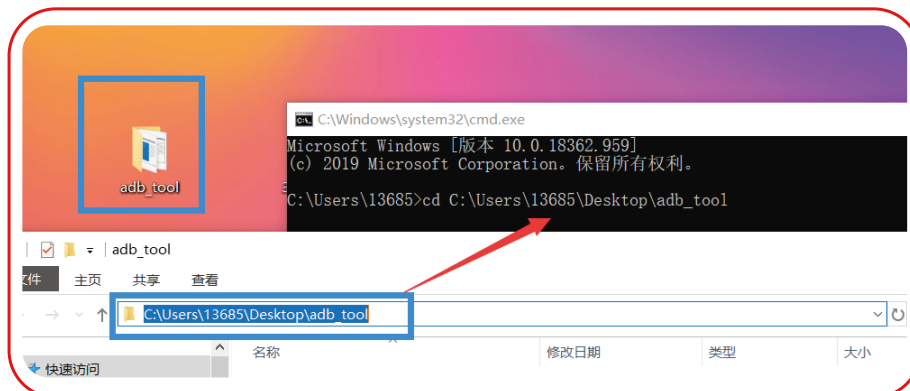 adb_tool
C:\Windows\system32\cmd.exe
Microsoft Windows [版本 10.0.18362.959]
(c) 2019 Microsoft Corporation。保留所有权利。
C:\Users\13685>cd C:\Users\13685\Desktop\adb_tool
adb_tool
文件 主页 共享 查看
C:\Users\13685\Desktop\adb_tool
名称 修改日期 类型 大小
快速访问